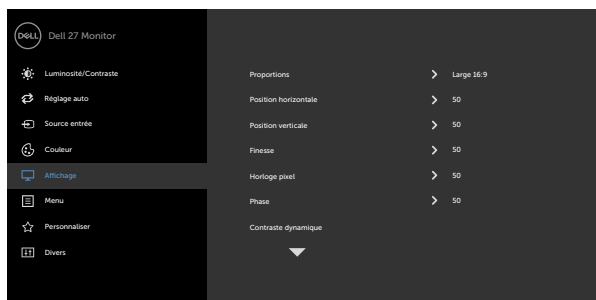 DELL
Dell 27 Monitor
Luminosité/Contraste
Réglage auto
Source entrée
Couleur
Affichage
Menu
Personnaliser
Divers
Proportions > Large 16:9
Position horizontale > 50
Position verticale > 50
Finesse > 50
Horloge pixel > 50
Phase > 50
Contraste dynamique